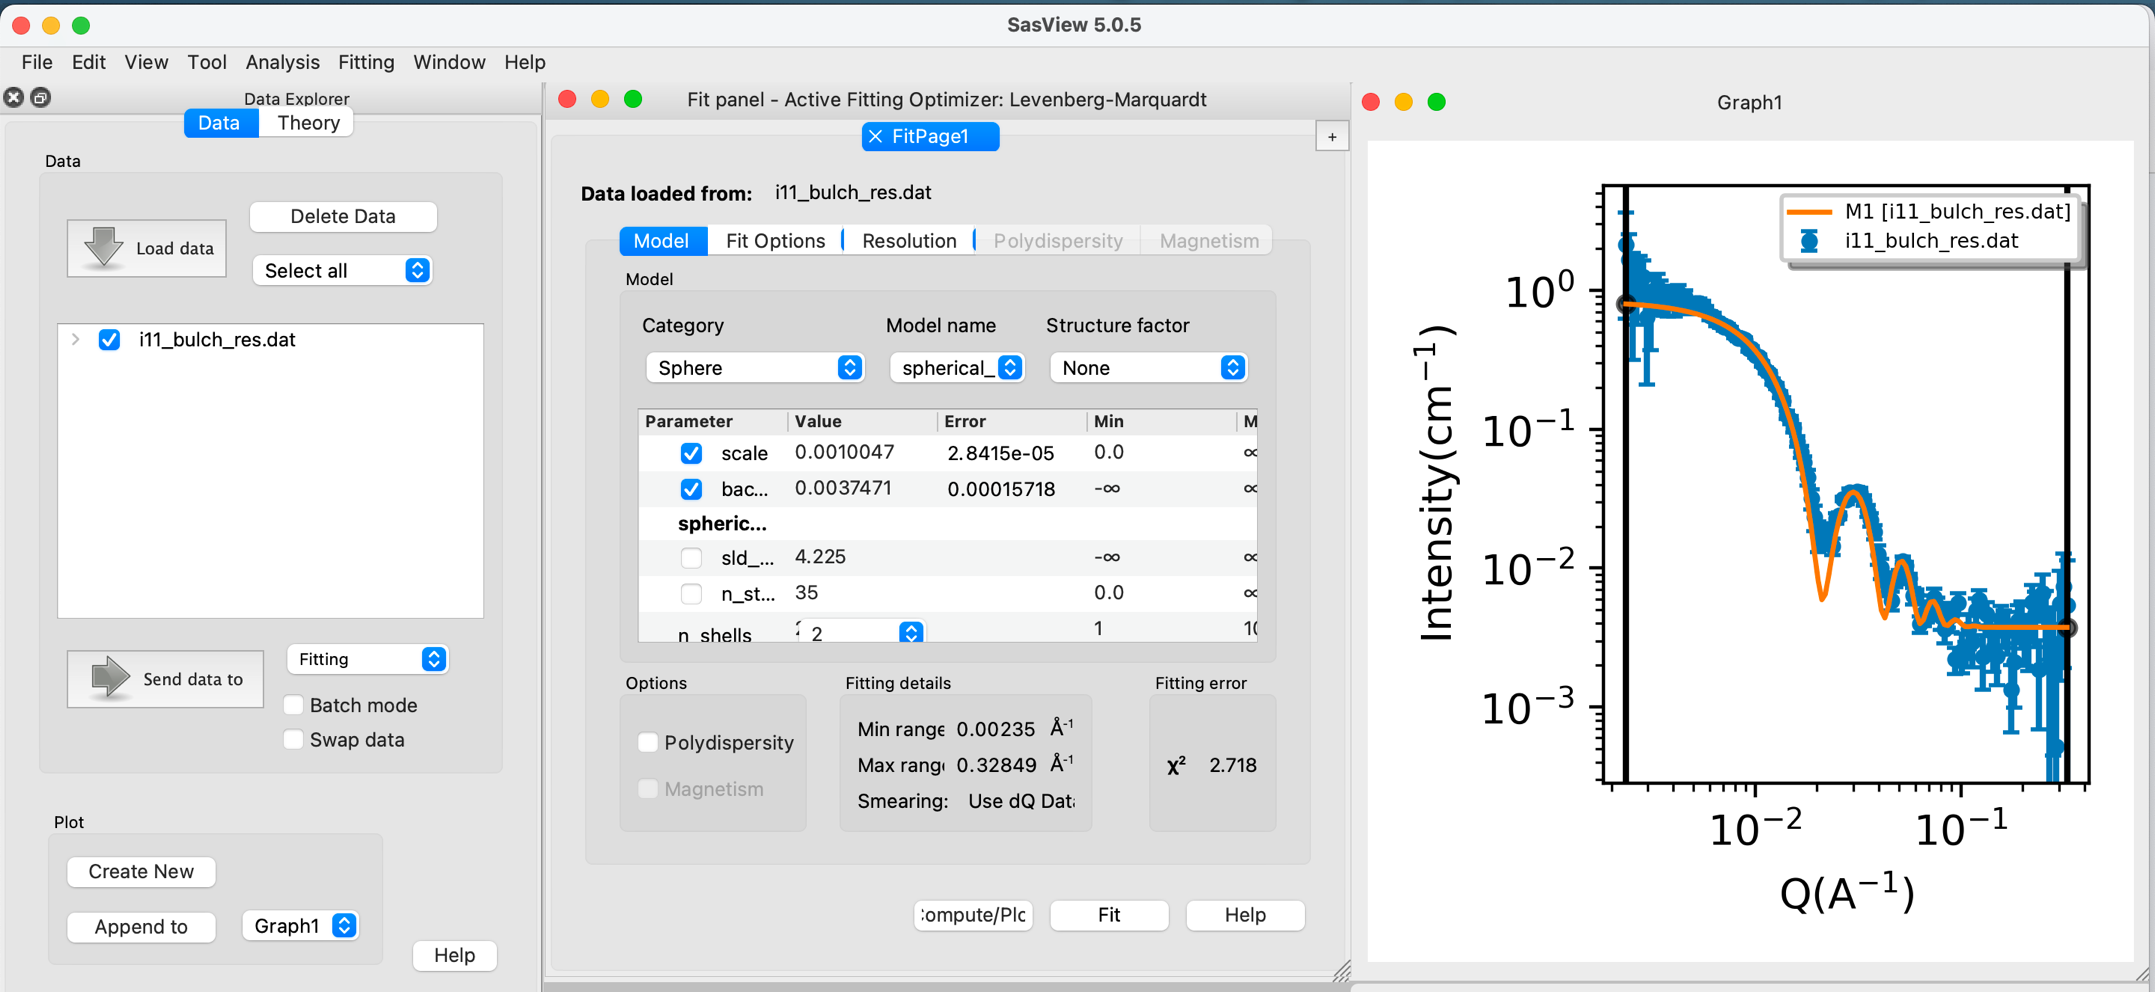 SasView 5.0.5
File Edit View Tool Analysis Fitting Window Help
Data Explorer
Data Theory
Data
Load data
Delete Data
Select all
i11_bulch_res.dat
Send data to
Fitting
Batch mode
Swap data
Plot
Create New
Append to
Graph1
Help
Fit panel - Active Fitting Optimizer: Levenberg-Marquardt
FitPage1
+
Data loaded from: i11_bulch_res.dat
Model Fit Options Resolution Polydispersity Magnetism
Model
Category Model name Structure factor
Sphere spherical_ None
Parameter Value Error Min M
scale 0.0010047 2.8415e-05 0.0 ∞
bac... 0.0037471 0.00015718 -∞ ∞
spheric...
sld_... 4.225 -∞ ∞
n_st... 35 0.0 ∞
n_shells 2 1 10
Options
Polydispersity
Magnetism
Fitting details
Min range 0.00235 Å⁻¹
Max rang 0.32849 Å⁻¹
Smearing: Use dQ Dat
Fitting error
χ² 2.718
ompute/Plo
Fit
Help
Graph1
M1 [i11_bulch_res.dat]
i11_bulch_res.dat
10⁰
10⁻¹
10⁻²
10⁻³
Intensity(cm⁻¹)
10⁻² 10⁻¹
Q(A⁻¹)